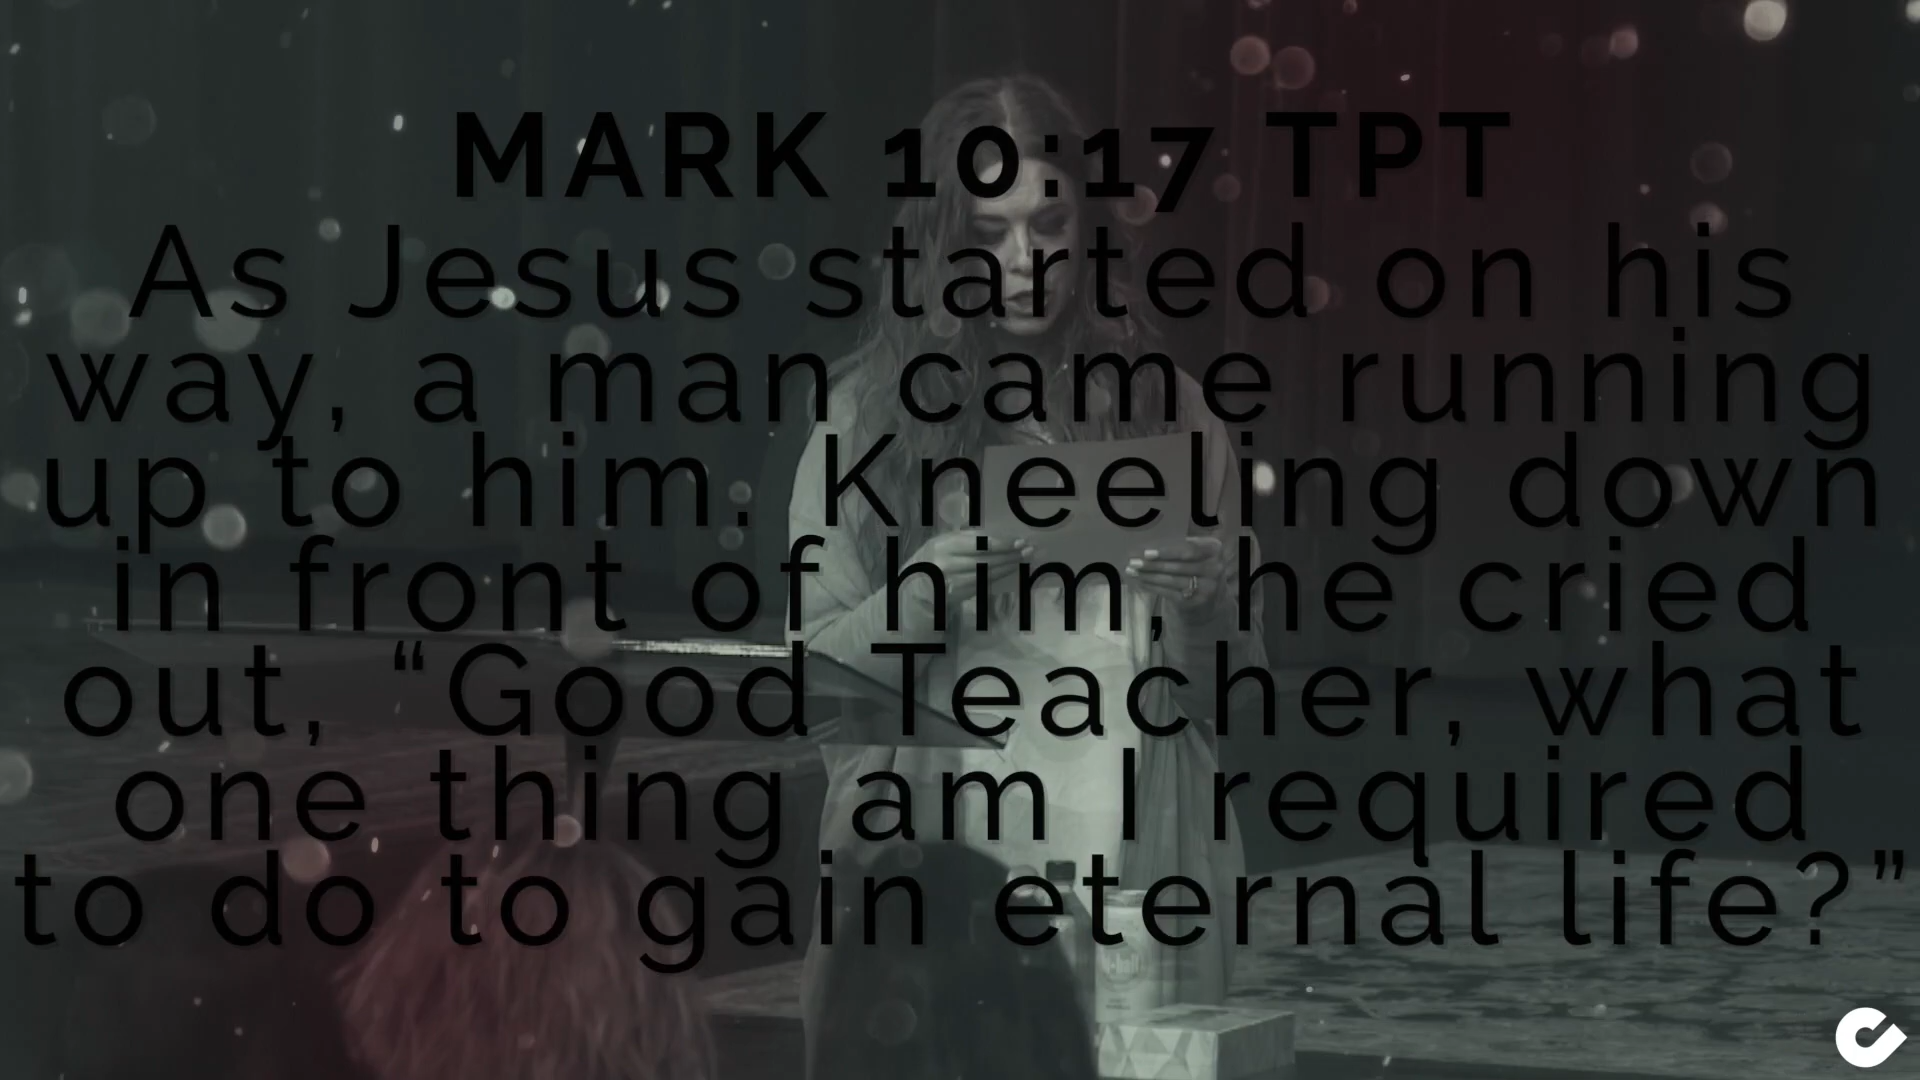 MARK 10:17 TPT
As Jesus started on his
way, a man came running
up to him. Kneeling down
in front of him, he cried
out, “Good Teacher, what
one thing am I required
to do to gain eternal life?”